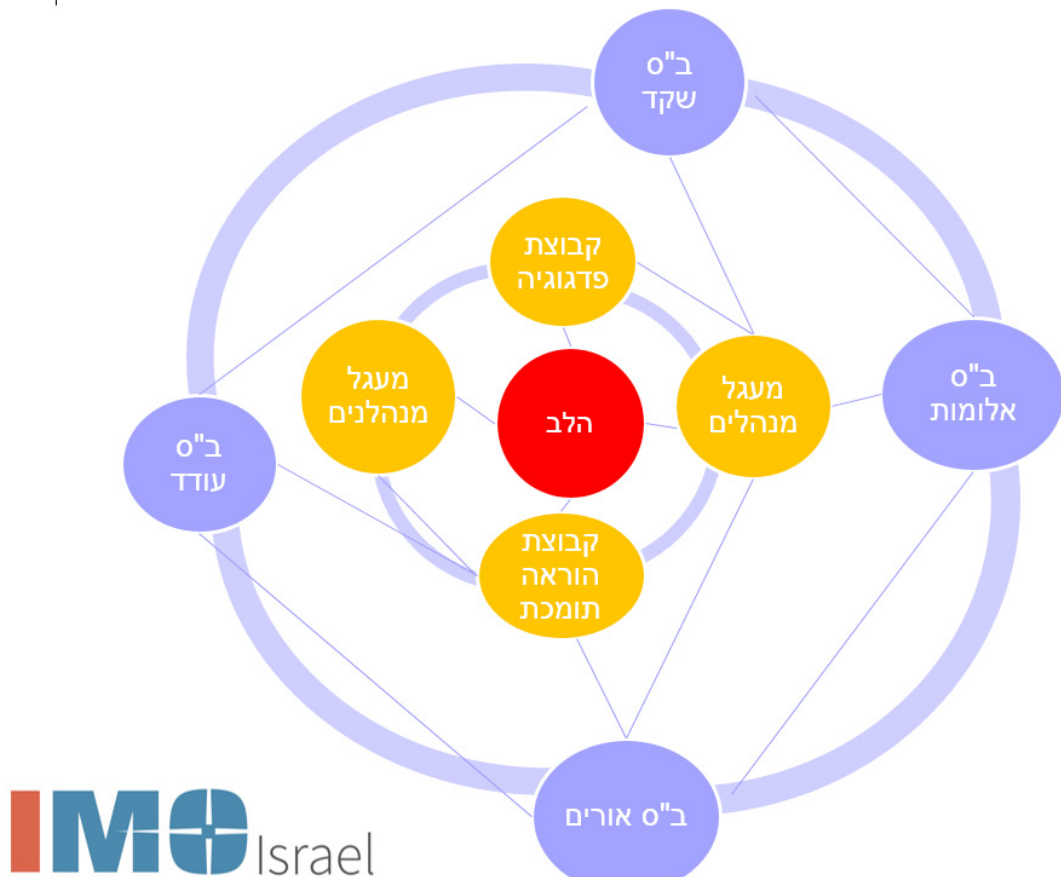 ב"ס
שקד
קבוצת
פדגוגיה
מעגל
מנהלים
מעגל
מנהלנים
הלב
ב"ס
אלומות
ב"ס
עודד
קבוצת
הוראה
תומכת
ב"ס אורים
IMO Israel